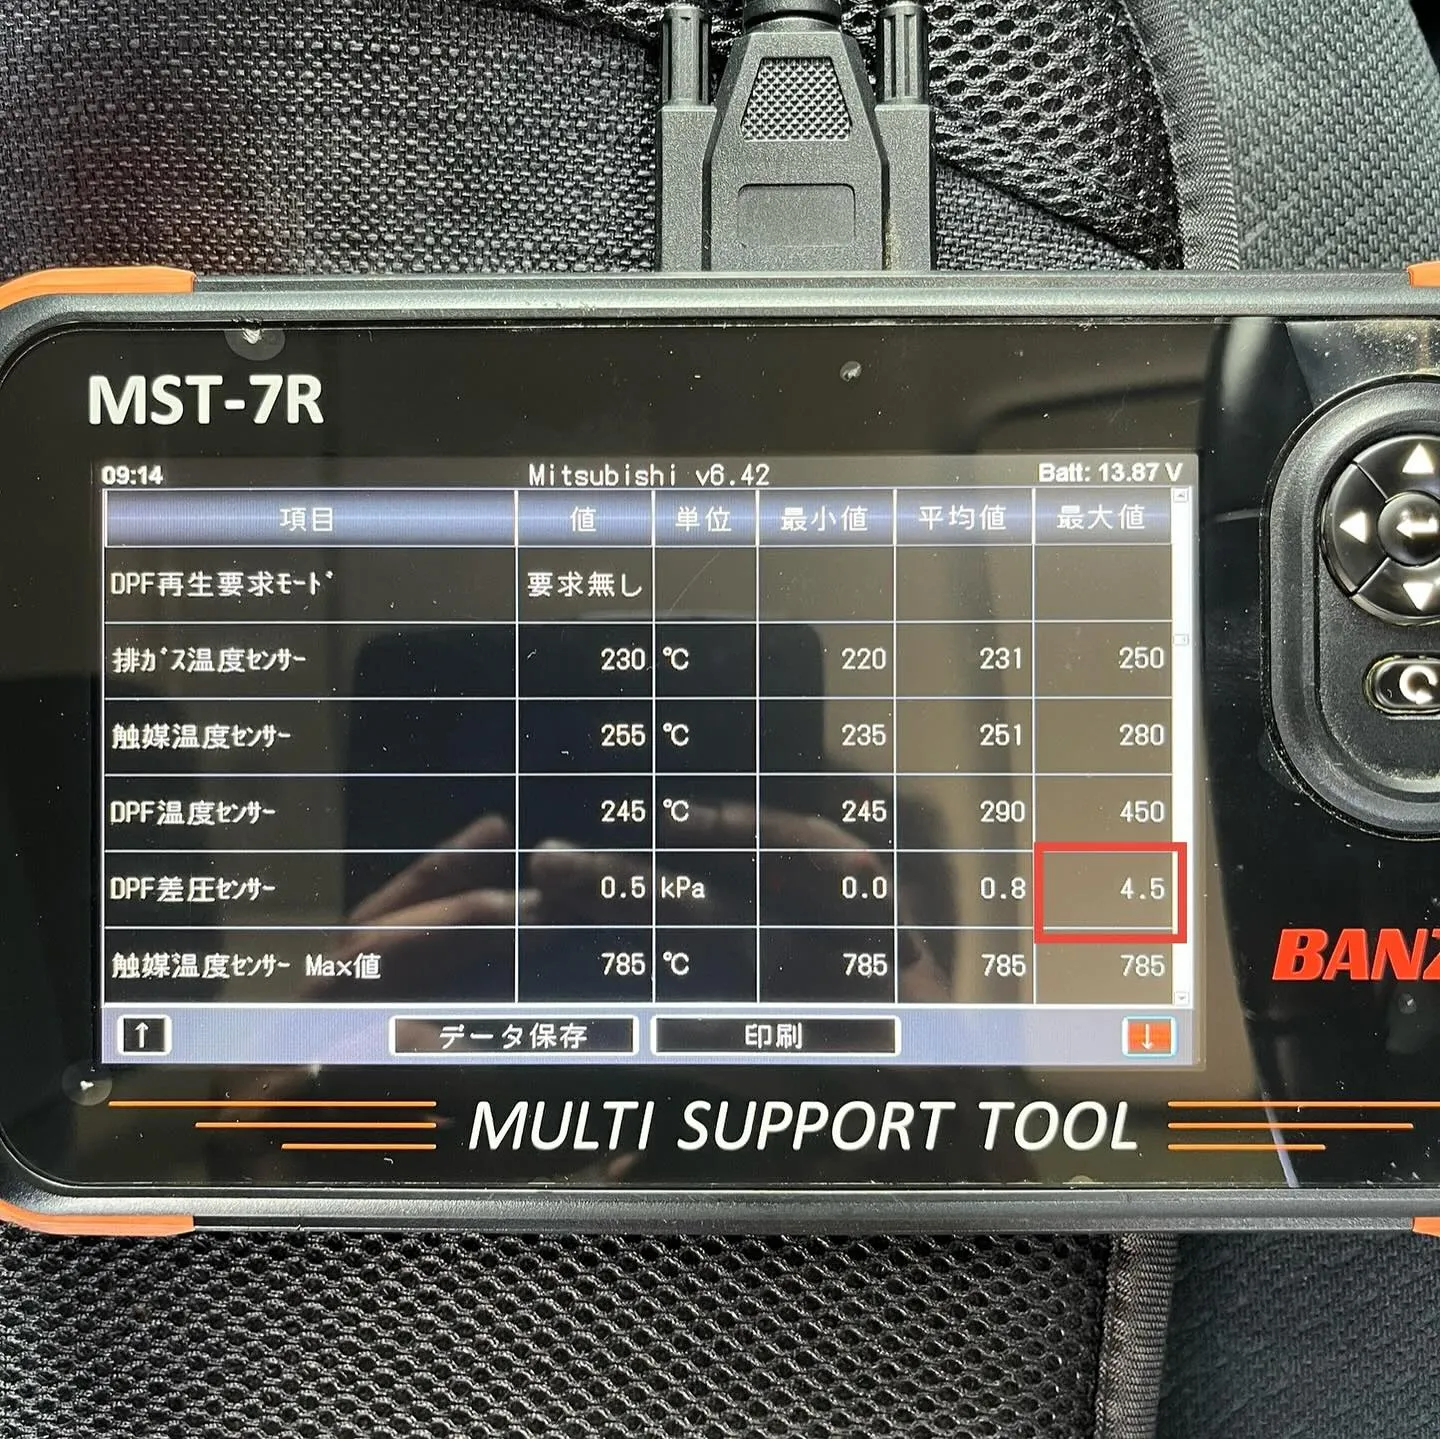 MST-7R
09:14 Mitsubishi v6.42 Batt: 13.87 V
項目 値 単位 最小値 平均値 最大値
DPF再生要求ﾓｰﾄﾞ 要求無し
排ｶﾞｽ温度ｾﾝｻｰ 230 ℃ 220 231 250
触媒温度ｾﾝｻｰ 255 ℃ 235 251 280
DPF温度ｾﾝｻｰ 245 ℃ 245 290 450
DPF差圧ｾﾝｻｰ 0.5 kPa 0.0 0.8 4.5
触媒温度ｾﾝｻｰ Max値 785 ℃ 785 785 785
↑ データ保存 印刷 ↓
BANZ
MULTI SUPPORT TOOL